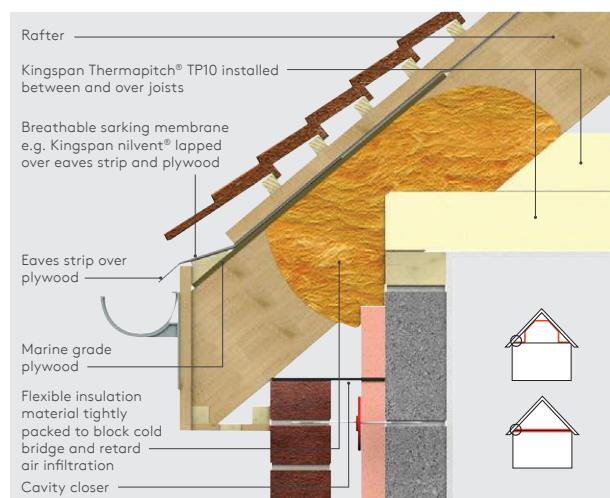 Rafter
Kingspan Thermapitch® TP10 installed
between and over joists
Breathable sarking membrane
e.g. Kingspan nilvent® lapped
over eaves strip and plywood
Eaves strip over
plywood
Marine grade
plywood
Flexible insulation
material tightly
packed to block cold
bridge and retard
air infiltration
Cavity closer